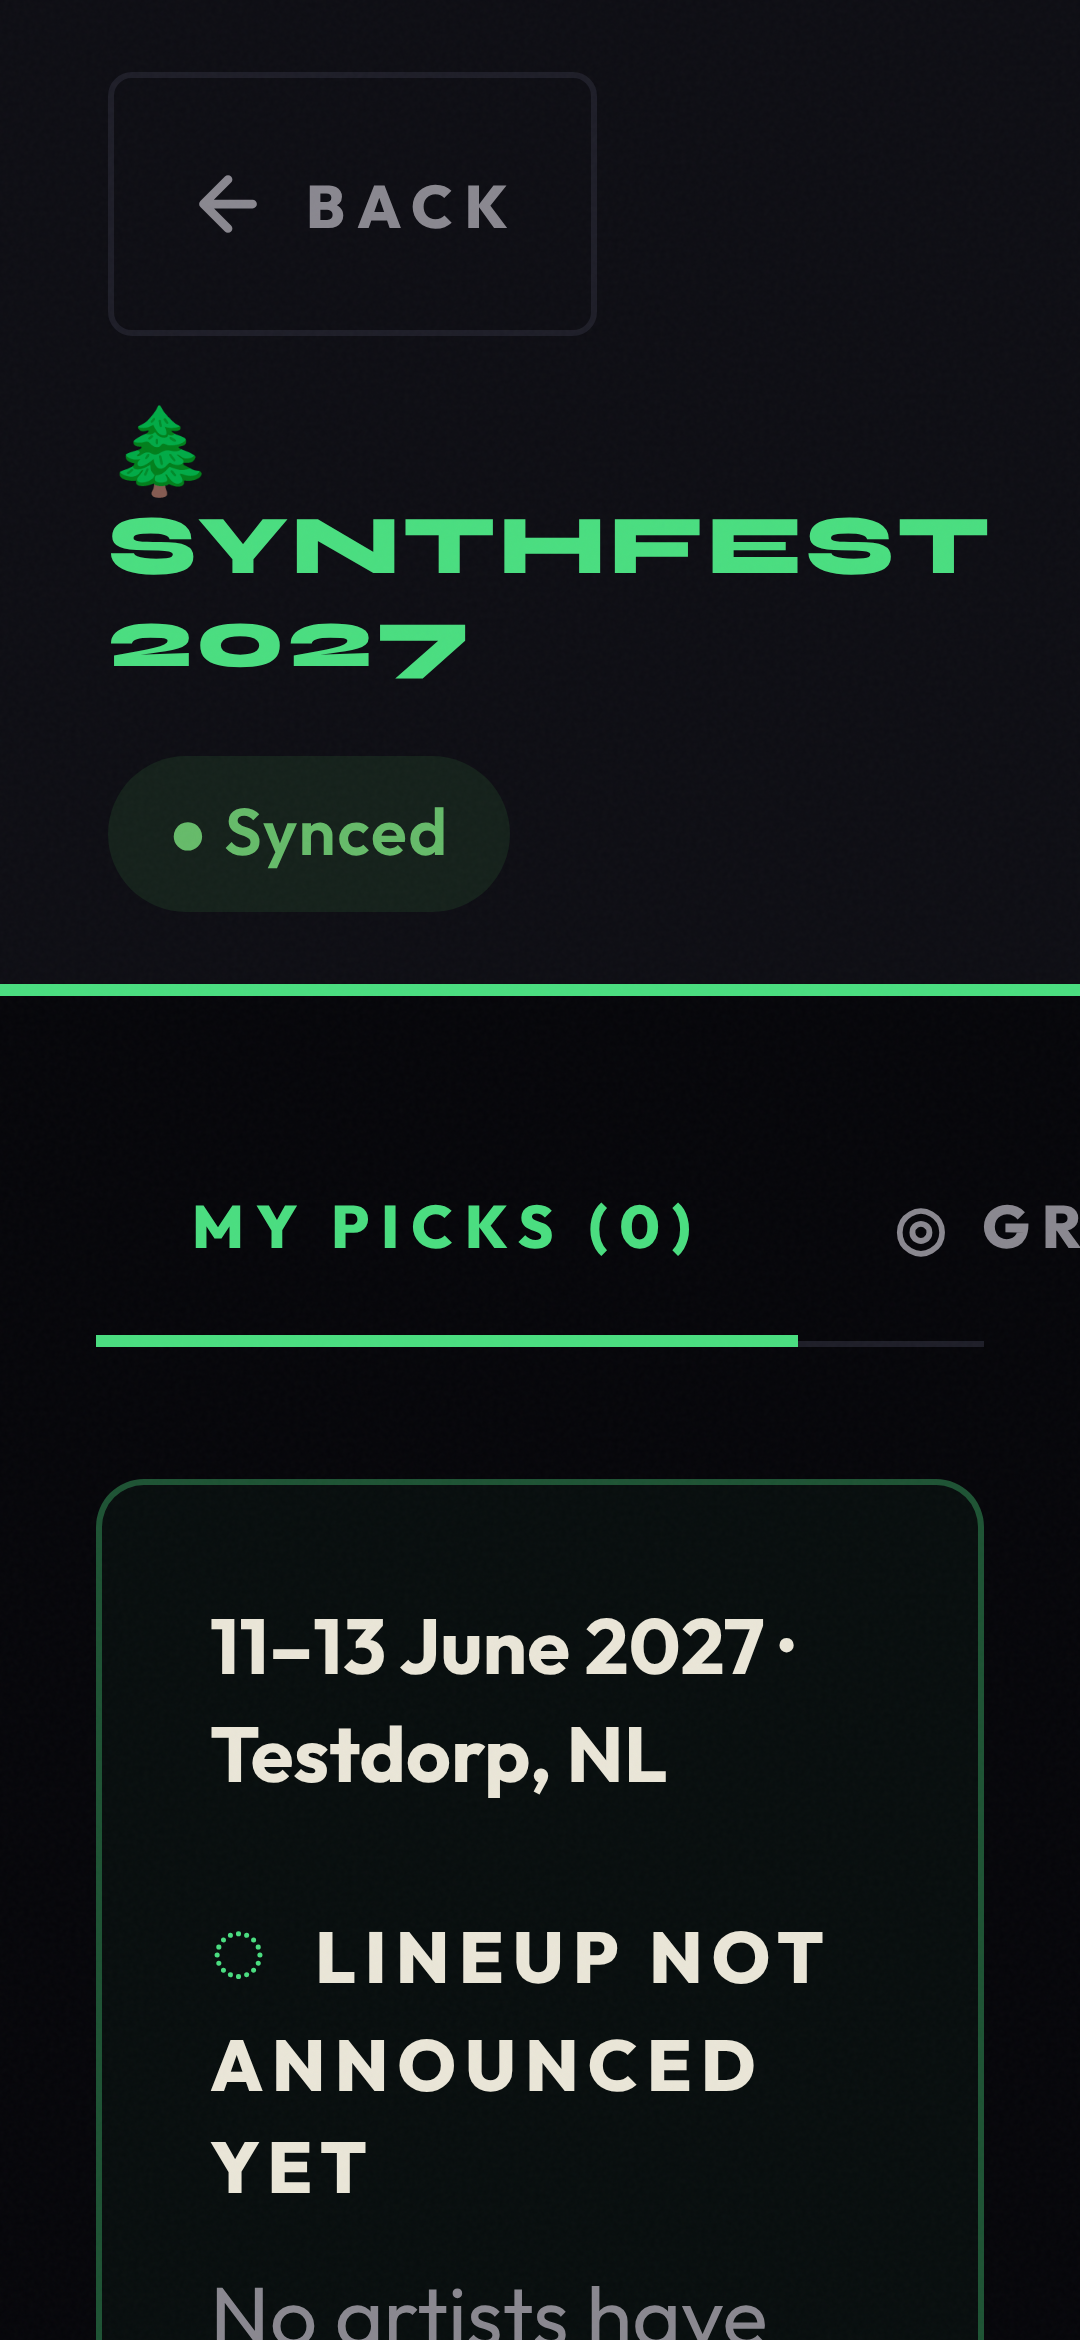 ← BACK
🌲
SYNTHFEST
2027
● Synced
MY PICKS (0) ◎ GR
11–13 June 2027 ·
Testdorp, NL
◌ LINEUP NOT
ANNOUNCED
YET
No artists have